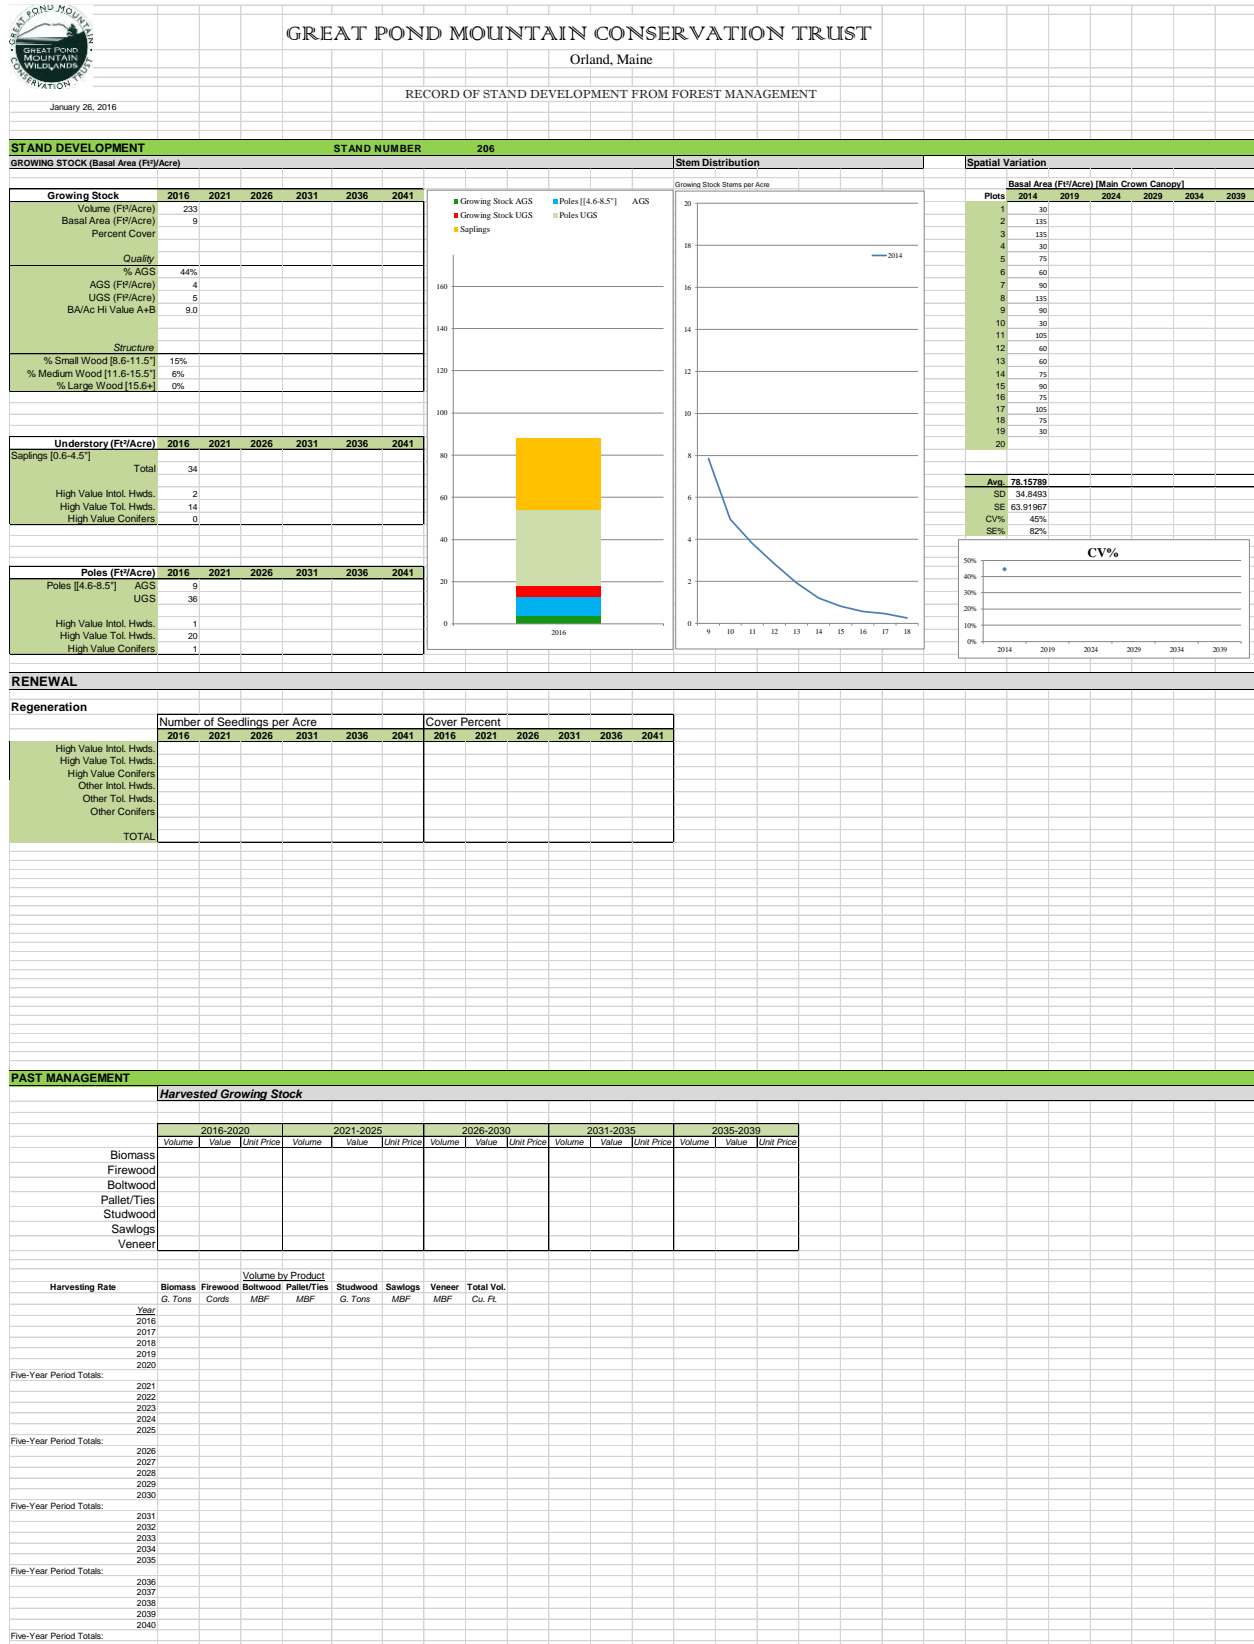 GREAT POND MOUNTAIN
GREAT POND
MOUNTAIN
WILDLANDS
CONSERVATION TRUST
GREAT POND MOUNTAIN CONSERVATION TRUST
Orland, Maine
RECORD OF STAND DEVELOPMENT FROM FOREST MANAGEMENT
January 26, 2016
STAND DEVELOPMENT STAND NUMBER 206
GROWING STOCK (Basal Area (Ft²)/Acre) Stem Distribution Spatial Variation
Growing Stock 2016 2021 2026 2031 2036 2041
Volume (Ft³/Acre) 233
Basal Area (Ft²/Acre) 9
Percent Cover
Quality
% AGS 44%
AGS (Ft²/Acre) 4
UGS (Ft²/Acre) 5
BA/Ac Hi Value A+B 9.0
Structure
% Small Wood [8.6-11.5"] 15%
% Medium Wood [11.6-15.5"] 6%
% Large Wood [15.6+] 0%
Understory (Ft²/Acre) 2016 2021 2026 2031 2036 2041
Saplings [0.6-4.5"]
Total 34
High Value Intol. Hwds. 2
High Value Tol. Hwds. 14
High Value Conifers 0
Poles (Ft²/Acre) 2016 2021 2026 2031 2036 2041
Poles [[4.6-8.5"] AGS 9
UGS 36
High Value Intol. Hwds. 1
High Value Tol. Hwds. 20
High Value Conifers 1
Growing Stock AGS Poles [[4.6-8.5"] AGS
Growing Stock UGS Poles UGS
Saplings
160
140
120
100
80
60
40
20
0
2016
Growing Stock Stems per Acre
20
18
2014
16
14
12
10
8
6
4
2
0
9 10 11 12 13 14 15 16 17 18
Basal Area (Ft²/Acre) [Main Crown Canopy]
Plots 2014 2019 2024 2029 2034 2039
1 30
2 135
3 135
4 30
5 75
6 60
7 90
8 135
9 90
10 30
11 105
12 60
13 60
14 75
15 90
16 75
17 105
18 75
19 30
20
Avg. 78.15789
SD 34.8493
SE 63.91967
CV% 45%
SE% 82%
CV%
50%
40%
30%
20%
10%
0%
2014 2019 2024 2029 2034 2039
RENEWAL
Regeneration
Number of Seedlings per Acre Cover Percent
2016 2021 2026 2031 2036 2041 2016 2021 2026 2031 2036 2041
High Value Intol. Hwds.
High Value Tol. Hwds.
High Value Conifers
Other Intol. Hwds.
Other Tol. Hwds.
Other Conifers
TOTAL
PAST MANAGEMENT
Harvested Growing Stock
2016-2020 2021-2025 2026-2030 2031-2035 2035-2039
Volume Value Unit Price Volume Value Unit Price Volume Value Unit Price Volume Value Unit Price Volume Value Unit Price
Biomass
Firewood
Boltwood
Pallet/Ties
Studwood
Sawlogs
Veneer
Volume by Product
Harvesting Rate Biomass Firewood Boltwood Pallet/Ties Studwood Sawlogs Veneer Total Vol.
G. Tons Cords MBF MBF G. Tons MBF MBF Cu. Ft.
Year
2016
2017
2018
2019
2020
Five-Year Period Totals:
2021
2022
2023
2024
2025
Five-Year Period Totals:
2026
2027
2028
2029
2030
Five-Year Period Totals:
2031
2032
2033
2034
2035
Five-Year Period Totals:
2036
2037
2038
2039
2040
Five-Year Period Totals: